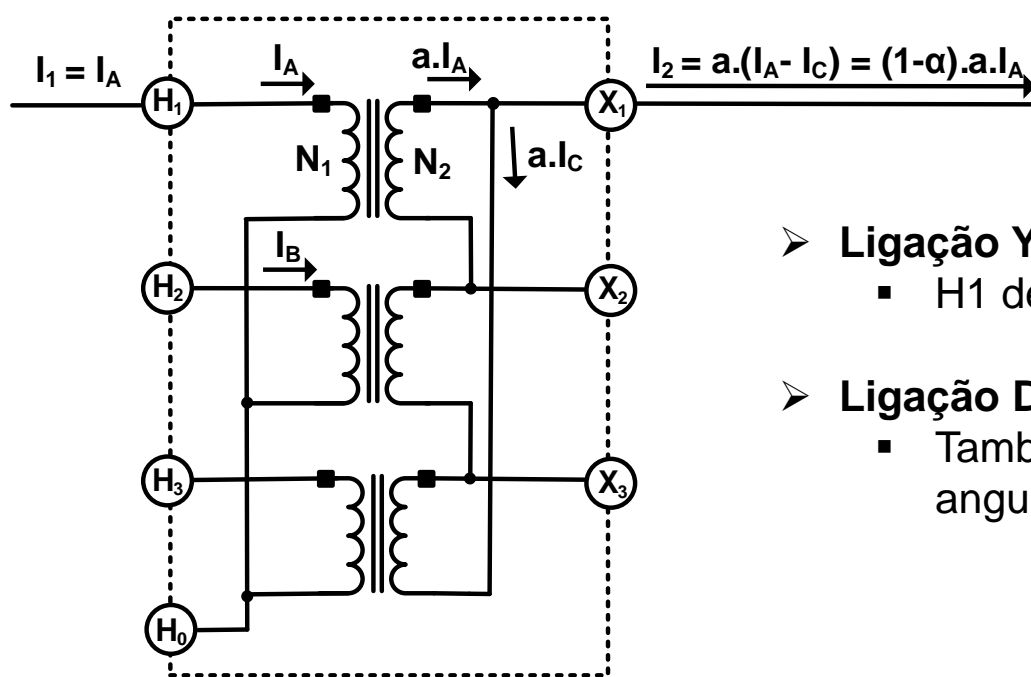 I₁ = I_A
I_A
a.I_A
I₂ = a.(I_A- I_C) = (1-α).a.I_A
H₁
X₁
N₁
N₂
a.I_C
➢ Ligação Y
I_B
H₂
X₂
▪ H1 de
➢ Ligação D
▪ Tamb
H₃
X₃
angu
H₀